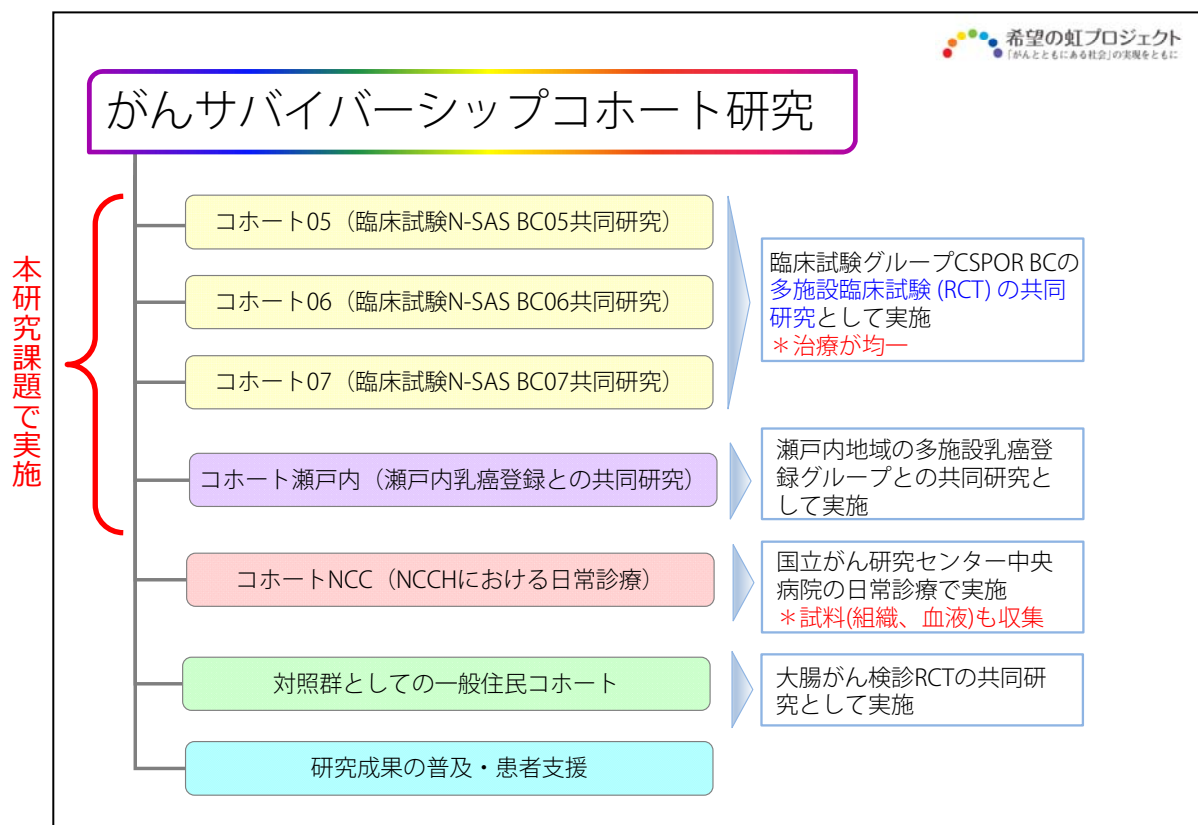 希望の虹プロジェクト
「がんとともにある社会」の実現をともに
がんサバイバーシップコホート研究
本研究課題で実施
コホート05（臨床試験N-SAS BC05共同研究）
コホート06（臨床試験N-SAS BC06共同研究）
コホート07（臨床試験N-SAS BC07共同研究）
臨床試験グループCSPOR BCの
多施設臨床試験 (RCT) の共同
研究として実施
＊治療が均一
コホート瀬戸内（瀬戸内乳癌登録との共同研究）
瀬戸内地域の多施設乳癌登
録グループとの共同研究と
して実施
コホートNCC（NCCHにおける日常診療）
国立がん研究センター中央
病院の日常診療で実施
＊試料(組織、血液)も収集
対照群としての一般住民コホート
大腸がん検診RCTの共同研
究として実施
研究成果の普及・患者支援